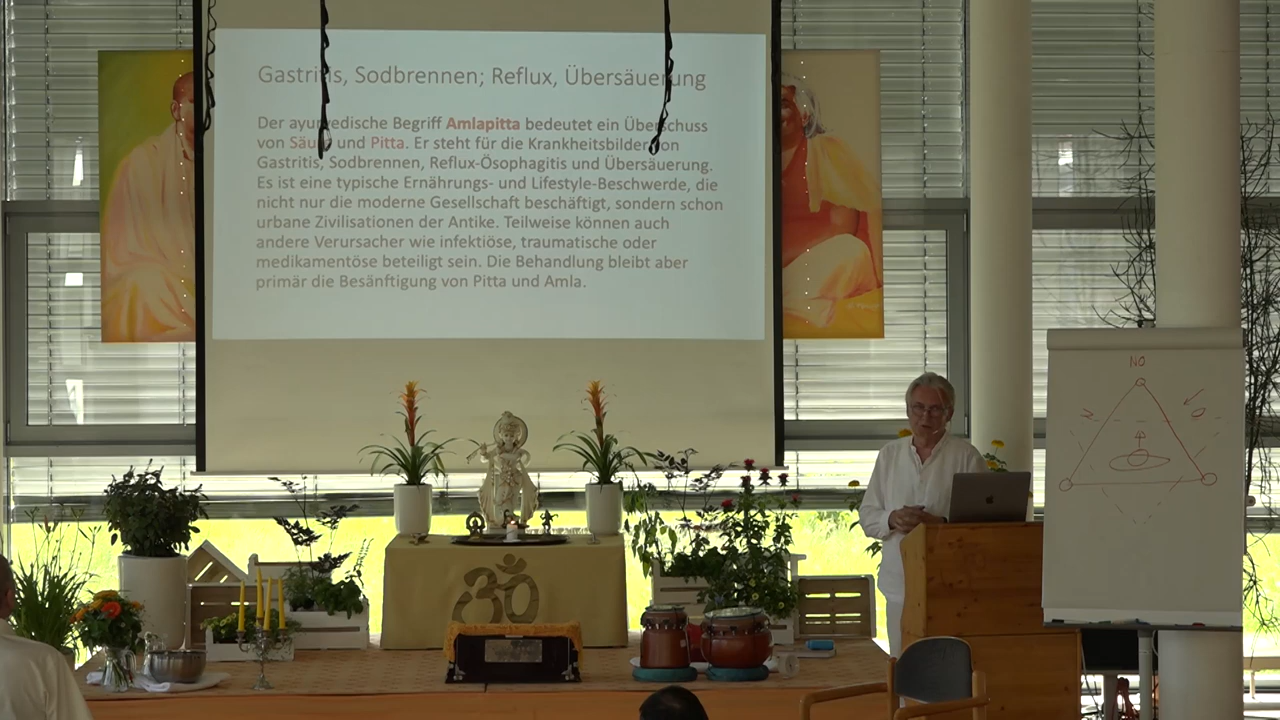 Gastritis, Sodbrennen; Reflux, Übersäuerung
Der ayurvedische Begriff Amlapitta bedeutet ein Überschuss
von Säure und Pitta. Er steht für die Krankheitsbilder von
Gastritis, Sodbrennen, Reflux-Ösophagitis und Übersäuerung.
Es ist eine typische Ernährungs- und Lifestyle-Beschwerde, die
nicht nur die moderne Gesellschaft beschäftigt, sondern schon
urbane Zivilisationen der Antike. Teilweise können auch
andere Verursacher wie infektiöse, traumatische oder
medikamentöse beteiligt sein. Die Behandlung bleibt aber
primär die Besänftigung von Pitta und Amla.
NO
ॐ